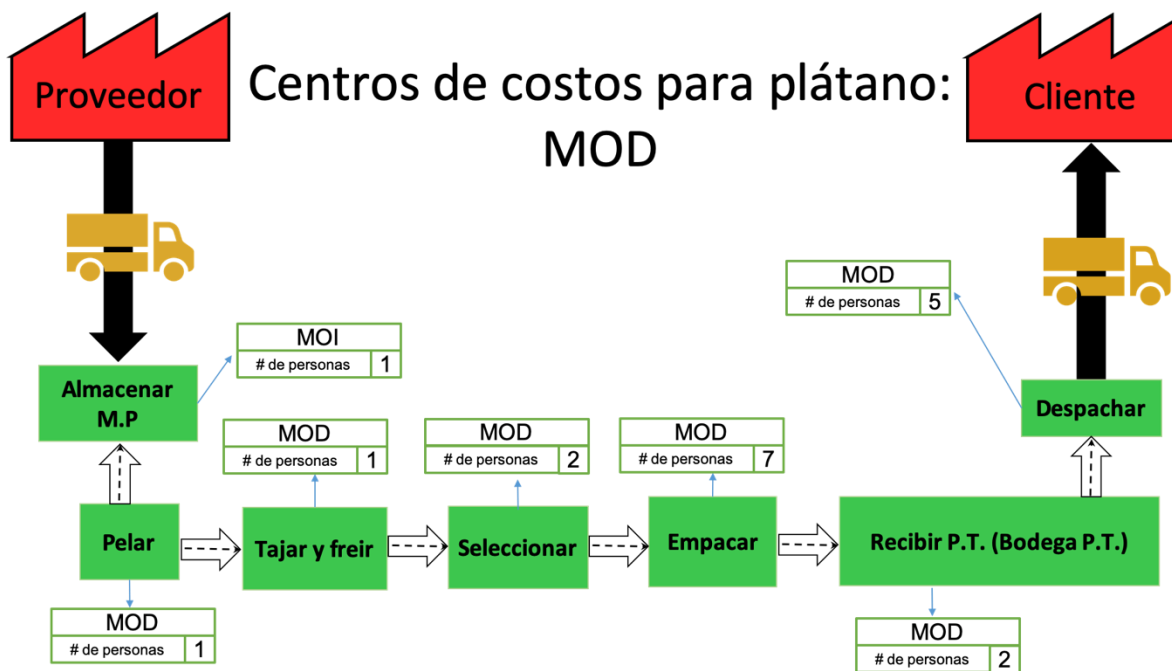 Proveedor
Centros de costos para plátano:
MOD
Cliente
MOD
# de personas 5
MOI
# de personas 1
Almacenar
M.P
Despachar
MOD
# de personas 1
MOD
# de personas 2
MOD
# de personas 7
Pelar
Tajar y freir
Seleccionar
Empacar
Recibir P.T. (Bodega P.T.)
MOD
# de personas 1
MOD
# de personas 2